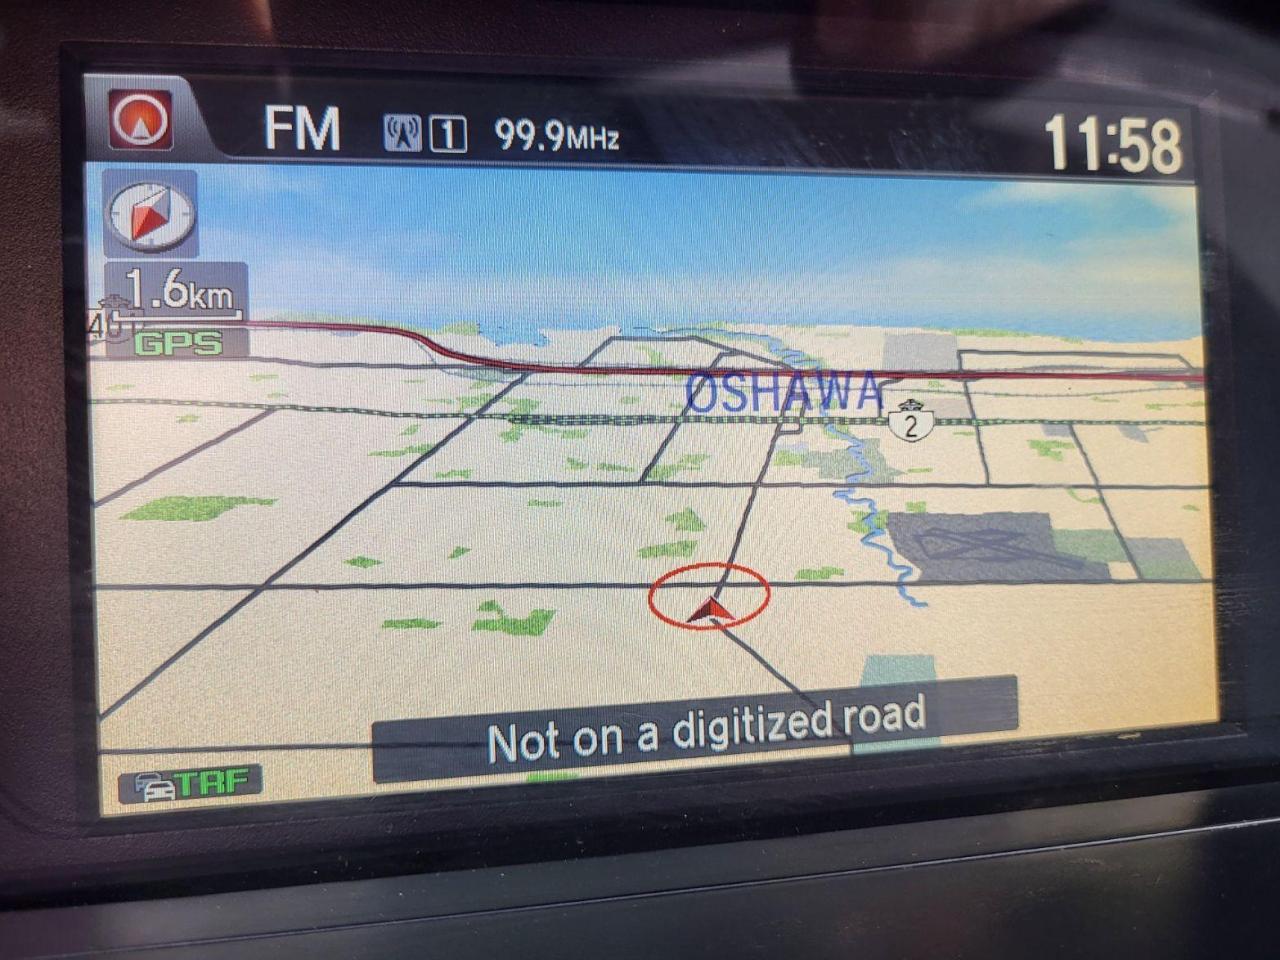 FM 1 99.9MHz 11:58
1.6km
401
GPS
OSHAWA
2
Not on a digitized road
TRF